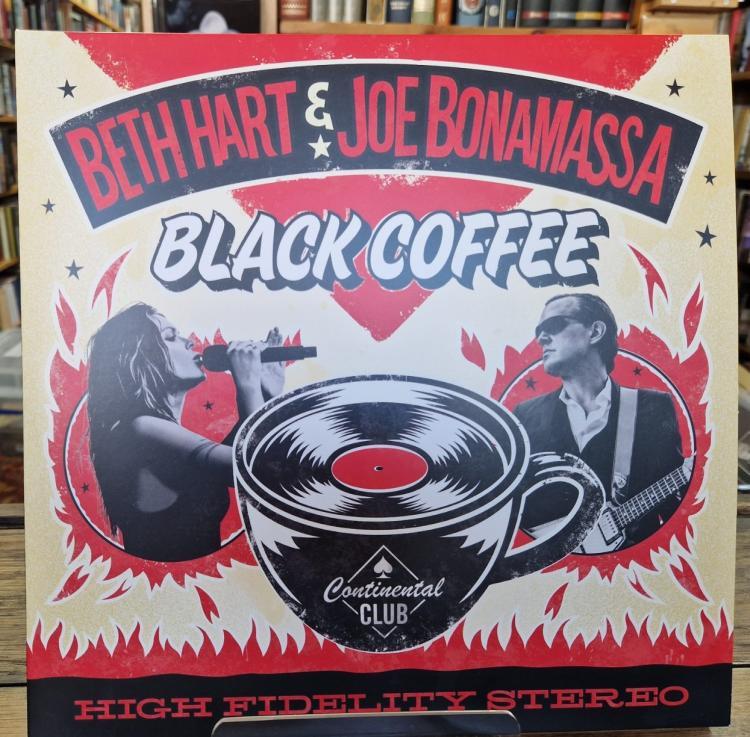 BETH HART & JOE BONAMASSA
BLACK COFFEE
Continental
CLUB
HIGH FIDELITY STEREO